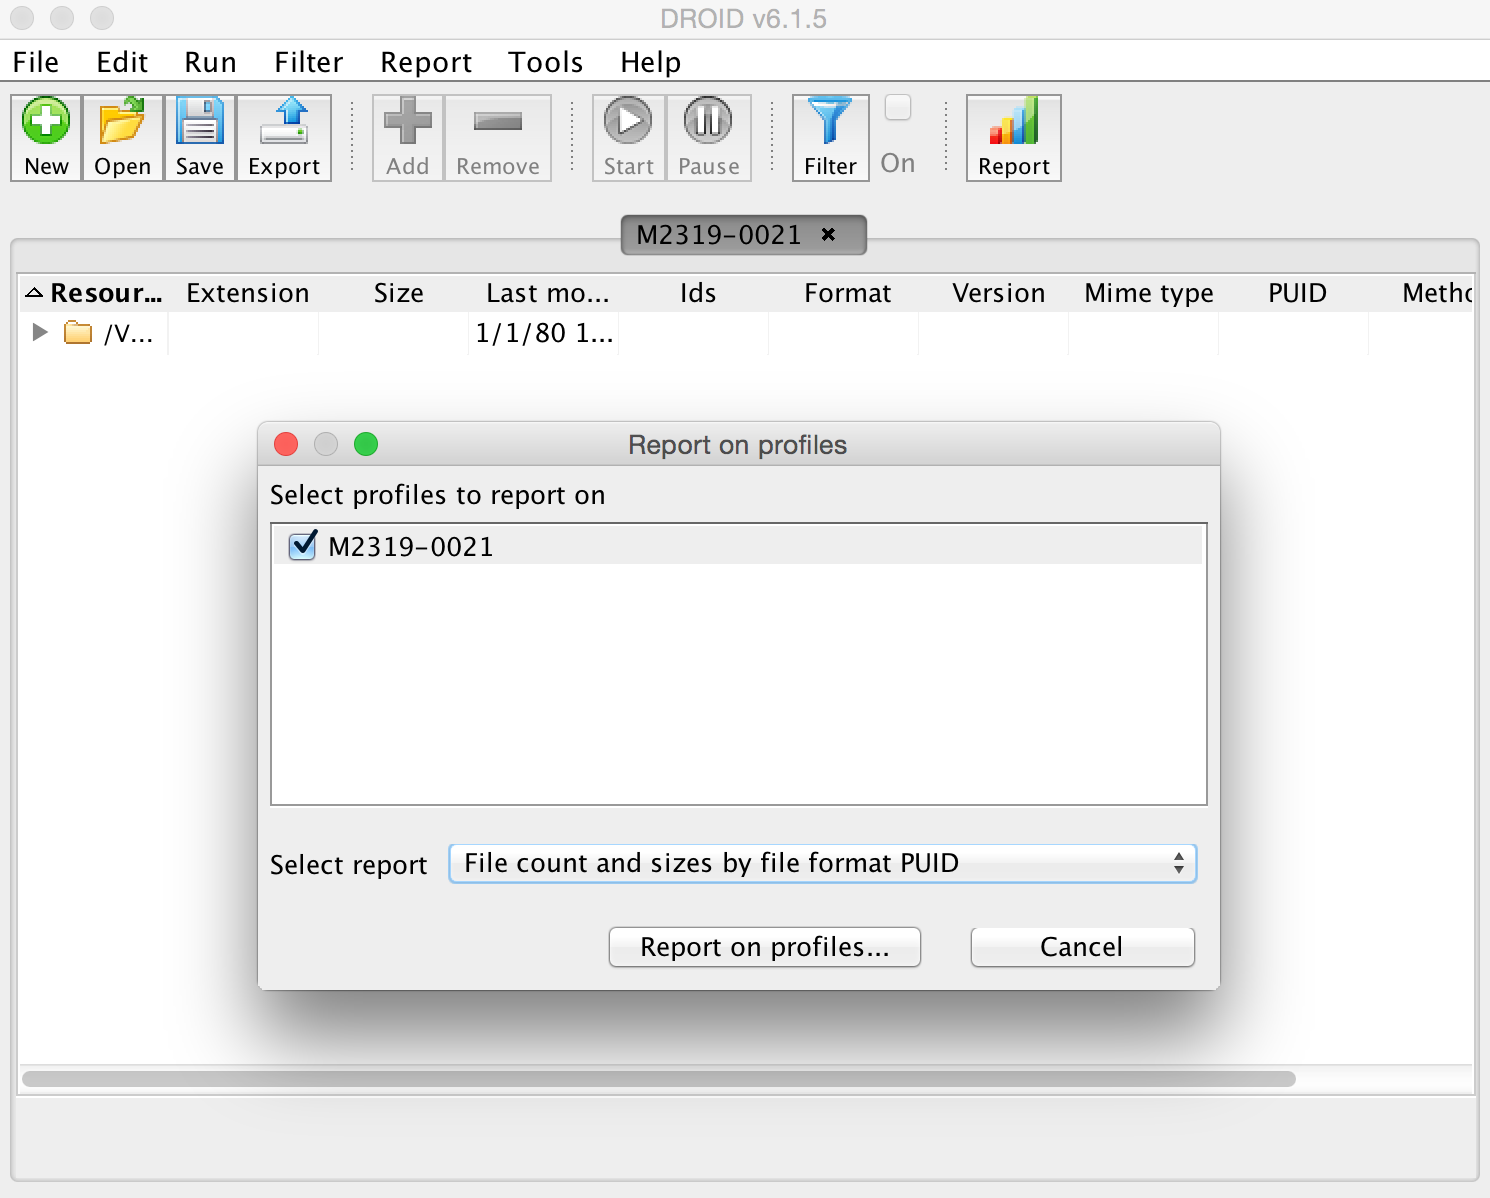 DROID v6.1.5
File Edit Run Filter Report Tools Help
New Open Save Export Add Remove Start Pause Filter On Report
M2319-0021
Resour... Extension Size Last mo... Ids Format Version Mime type PUID Metho
/V... 1/1/80 1...
Report on profiles
Select profiles to report on
M2319-0021
Select report File count and sizes by file format PUID
Report on profiles... Cancel